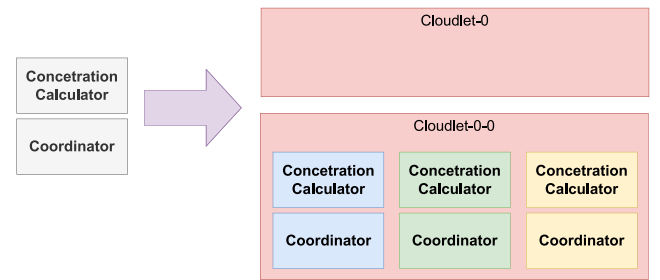 Concetration
Calculator
Coordinator
Cloudlet-0
Cloudlet-0-0
Concetration
Calculator
Concetration
Calculator
Concetration
Calculator
Coordinator
Coordinator
Coordinator